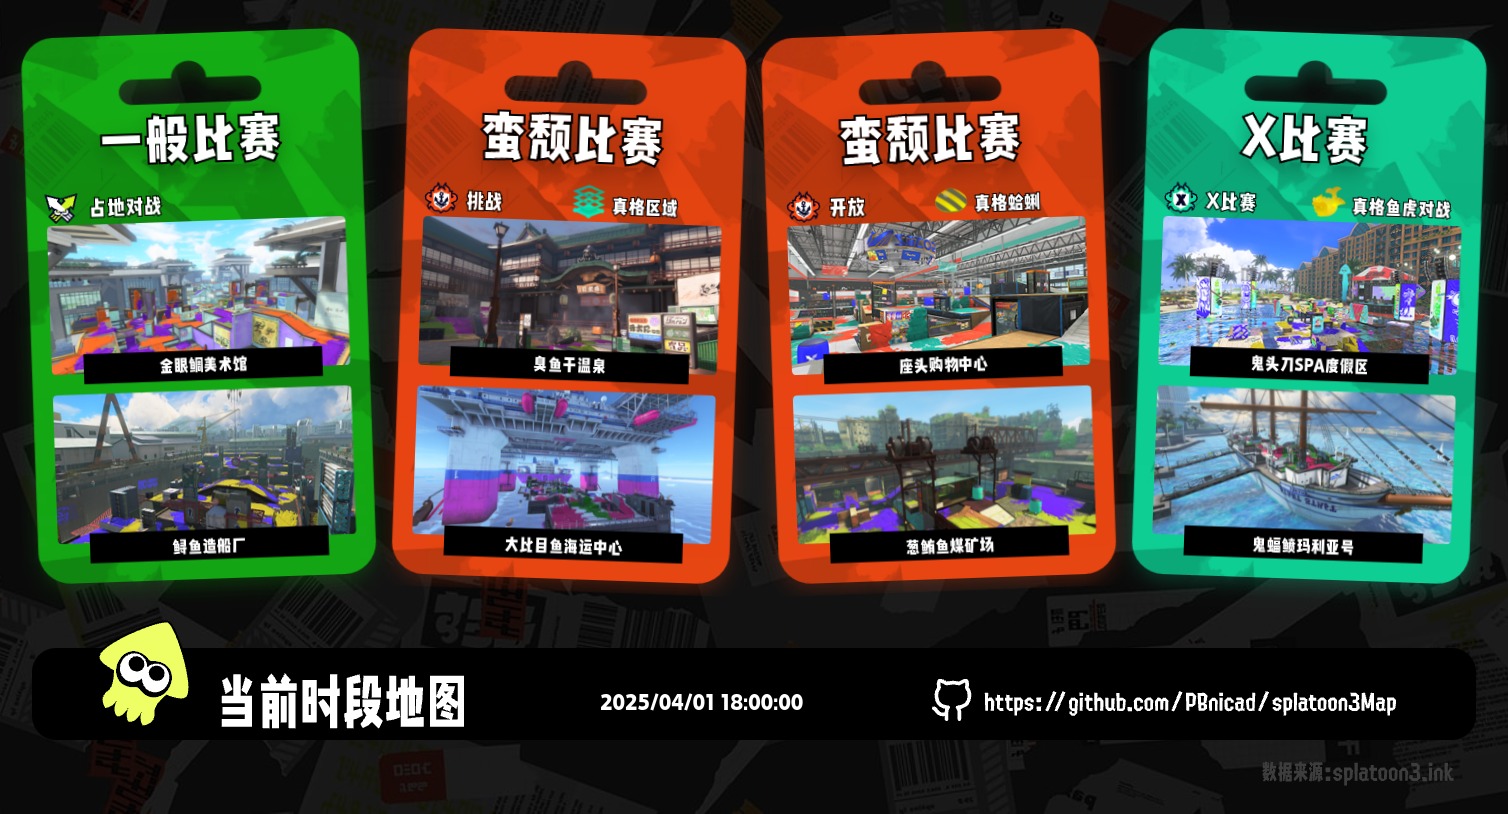 一般比赛
占地对战
金眼鲷美术馆
鲟鱼造船厂
蛮颓比赛
挑战
真格区域
臭鱼干温泉
大比目鱼海运中心
蛮颓比赛
开放
真格蛤蜊
座头购物中心
葱鲔鱼煤矿场
X比赛
X比赛
真格鱼虎对战
鬼头刀SPA度假区
鬼蝠鲼玛利亚号
当前时段地图
2025/04/01 18:00:00
https://github.com/PBnicad/splatoon3Map
数据来源:splatoon3.ink